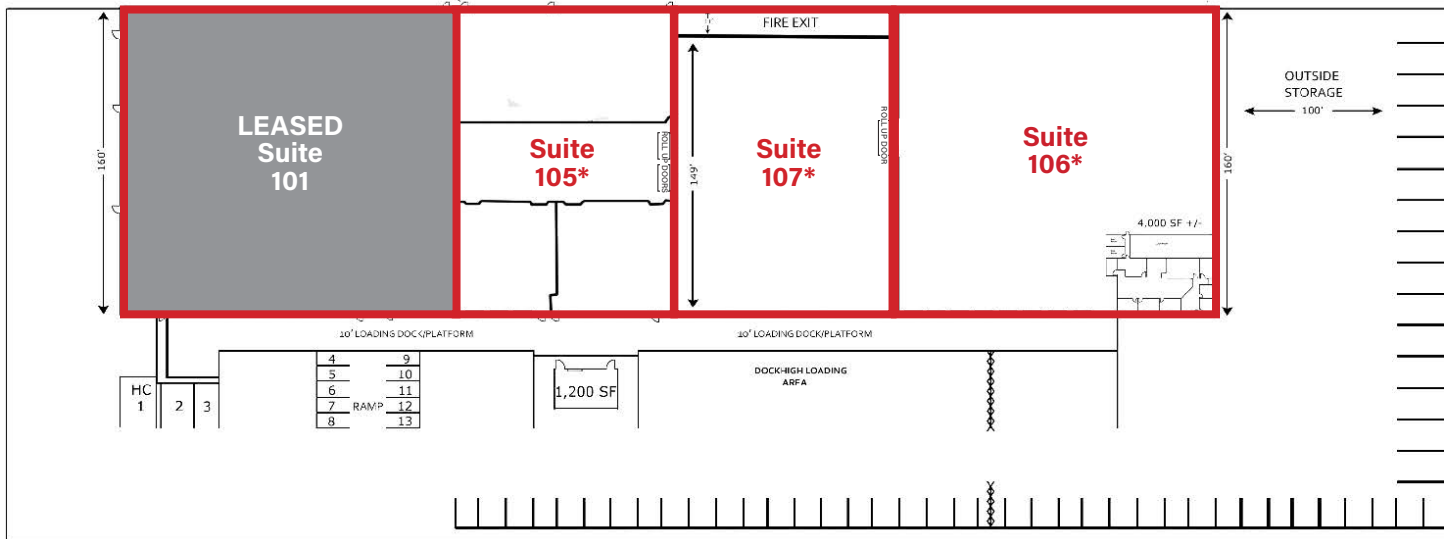 FIRE EXIT
OUTSIDE
STORAGE
100'
LEASED
Suite
101
160'
Suite
105*
ROLL UP DOORS
149'
Suite
107*
ROLL UP DOOR
Suite
106*
160'
4,000 SF +/-
10' LOADING DOCK/PLATFORM
10' LOADING DOCK/PLATFORM
DOCKHIGH LOADING
AREA
HC
1
2
3
4
5
6
7
8
RAMP
9
10
11
12
13
1,200 SF